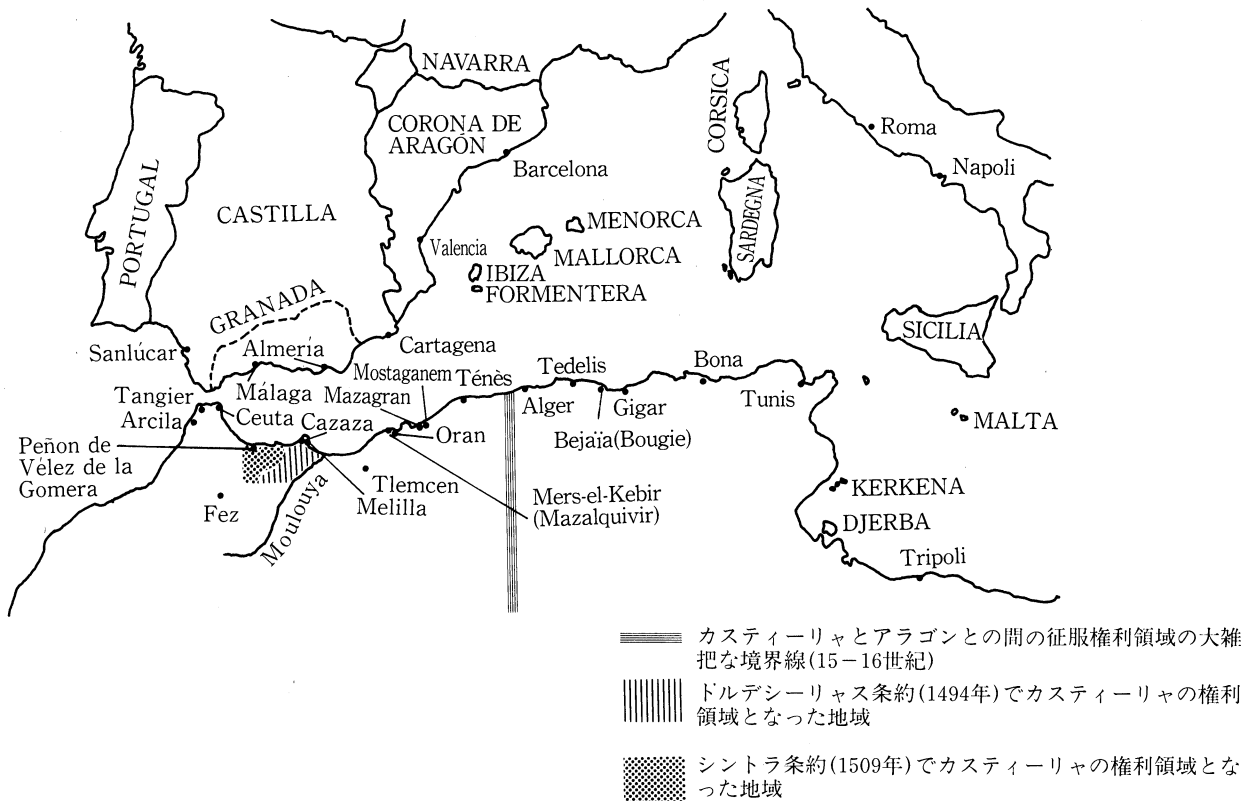 NAVARRA
CORONA DE
ARAGÓN
Barcelona
CORSICA
Roma
Napoli
PORTUGAL
CASTILLA
MENORCA
MALLORCA
Valencia
IBIZA
FORMENTERA
SARDEGNA
GRANADA
SICILIA
Sanlúcar
Almería
Cartagena
Málaga
Mostaganem
Mazagran
Ténès
Tedelis
Bona
Alger
Gigar
Tunis
Bejaïa(Bougie)
MALTA
Tangier
Arcila
Ceuta
Cazaza
Oran
Peñon de
Vélez de la
Gomera
Fez
Moulouya
Tlemcen
Melilla
Mers-el-Kebir
(Mazalquivir)
KERKENA
DJERBA
Tripoli
カスティーリャとアラゴンとの間の征服権利領域の大雑
把な境界線(15－16世紀)
ドルデシーリャス条約(1494年)でカスティーリャの権利
領域となった地域
シントラ条約(1509年)でカスティーリャの権利領域とな
った地域